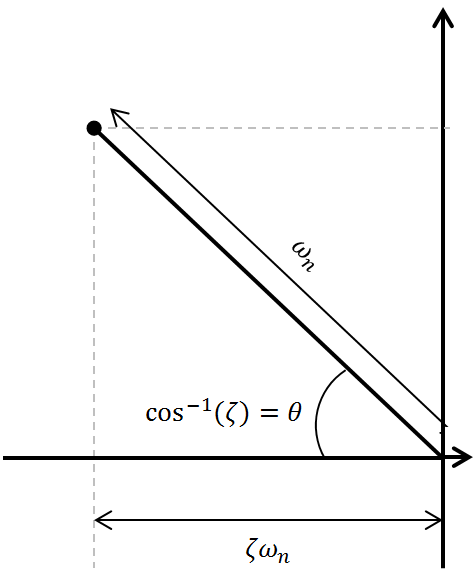 ωₙ
cos⁻¹(ζ) = θ
ζωₙ